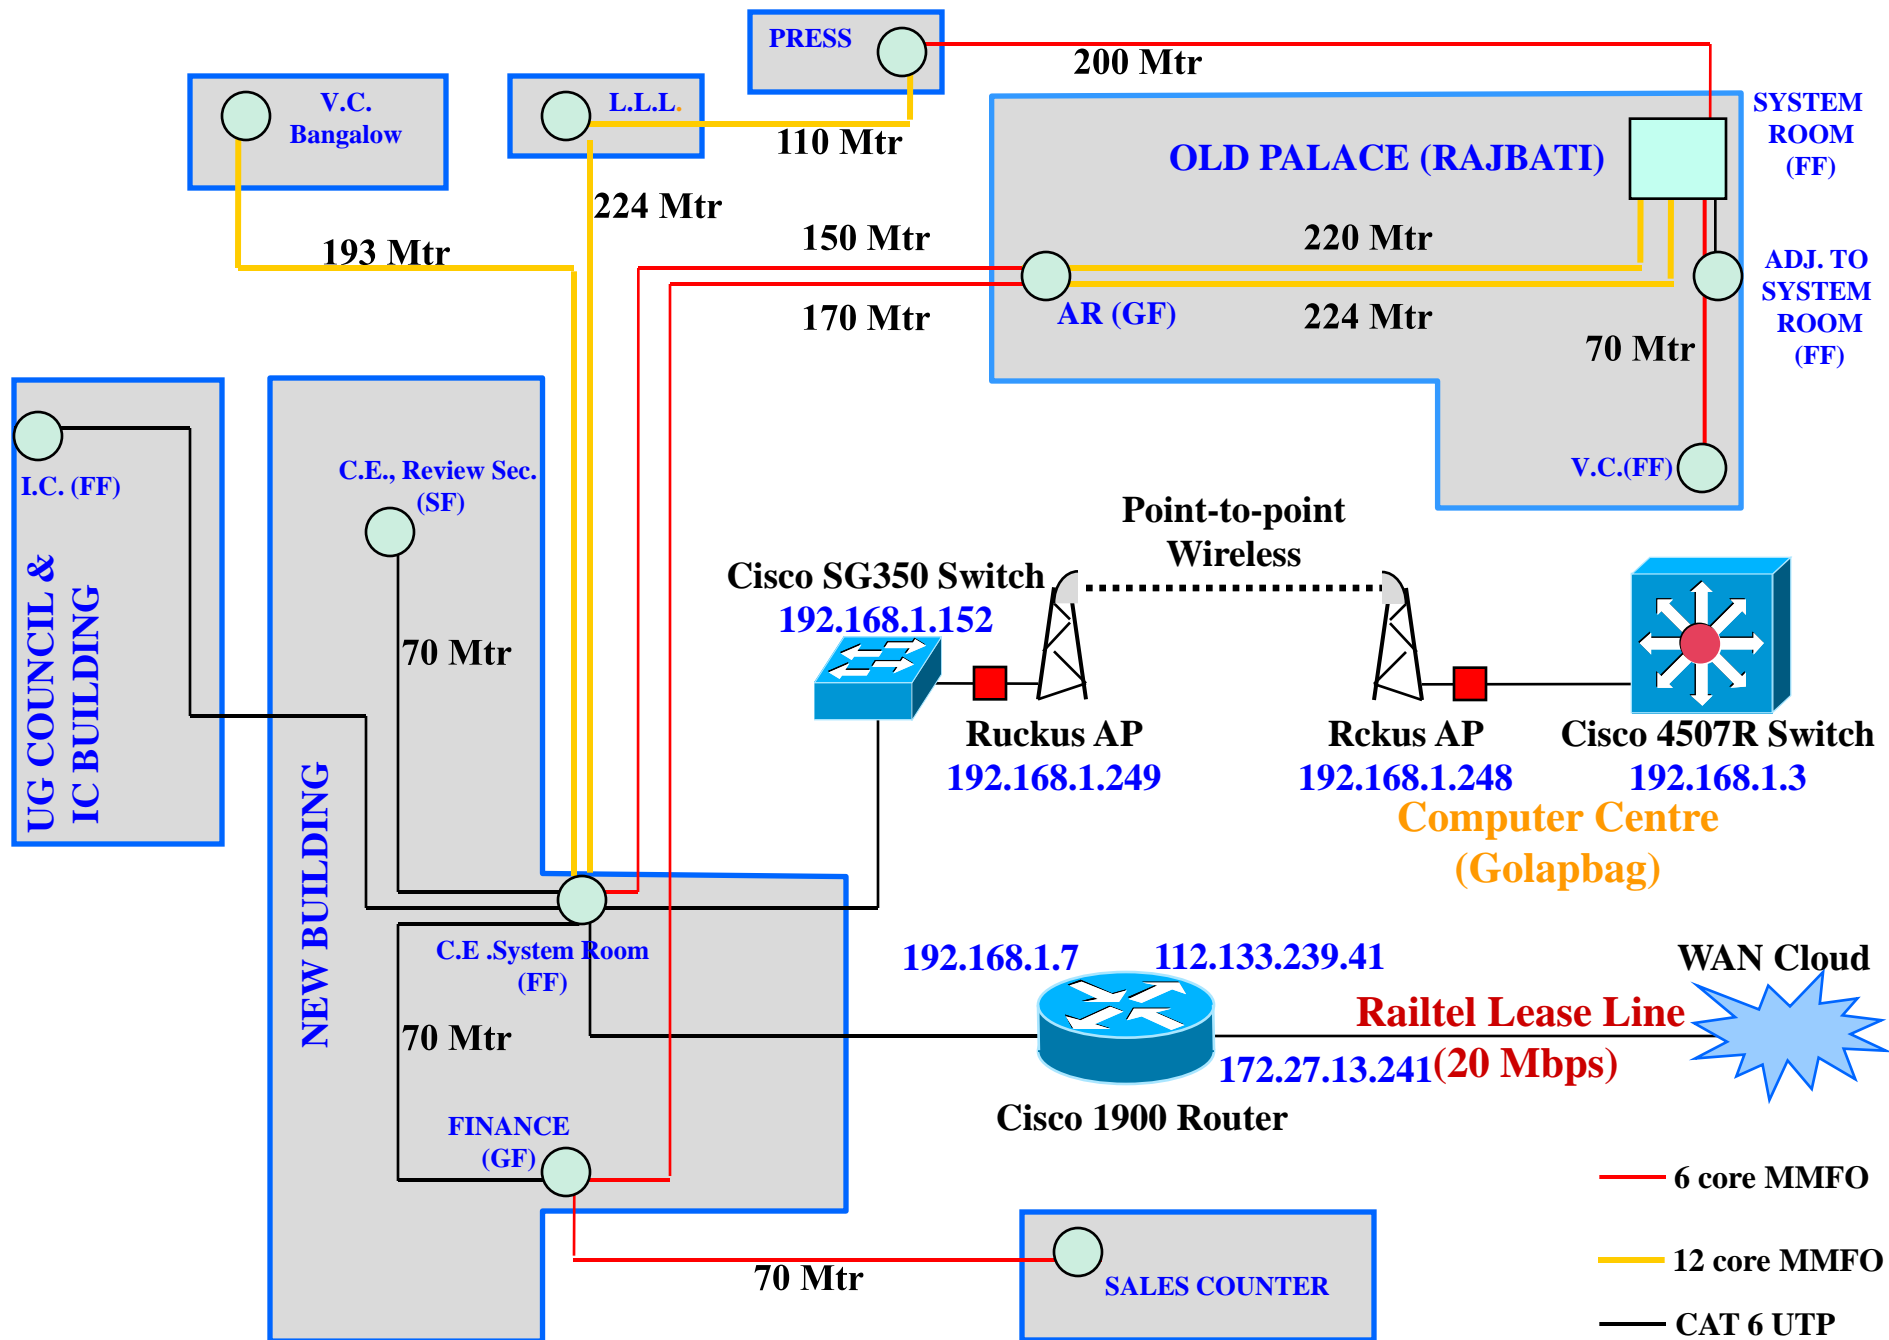 PRESS
200 Mtr
V.C.
Bangalow
L.L.L.
110 Mtr
SYSTEM
ROOM
(FF)
OLD PALACE (RAJBATI)
224 Mtr
193 Mtr
150 Mtr
220 Mtr
170 Mtr
AR (GF)
224 Mtr
ADJ. TO
SYSTEM
ROOM
(FF)
70 Mtr
V.C.(FF)
I.C. (FF)
UG COUNCIL &
IC BUILDING
C.E., Review Sec.
(SF)
70 Mtr
NEW BUILDING
Point-to-point
Wireless
Cisco SG350 Switch
192.168.1.152
Ruckus AP
192.168.1.249
Rckus AP
192.168.1.248
Cisco 4507R Switch
192.168.1.3
Computer Centre
(Golapbag)
C.E .System Room
(FF)
70 Mtr
192.168.1.7
112.133.239.41
WAN Cloud
Railtel Lease Line
172.27.13.241
(20 Mbps)
Cisco 1900 Router
FINANCE
(GF)
70 Mtr
SALES COUNTER
6 core MMFO
12 core MMFO
CAT 6 UTP